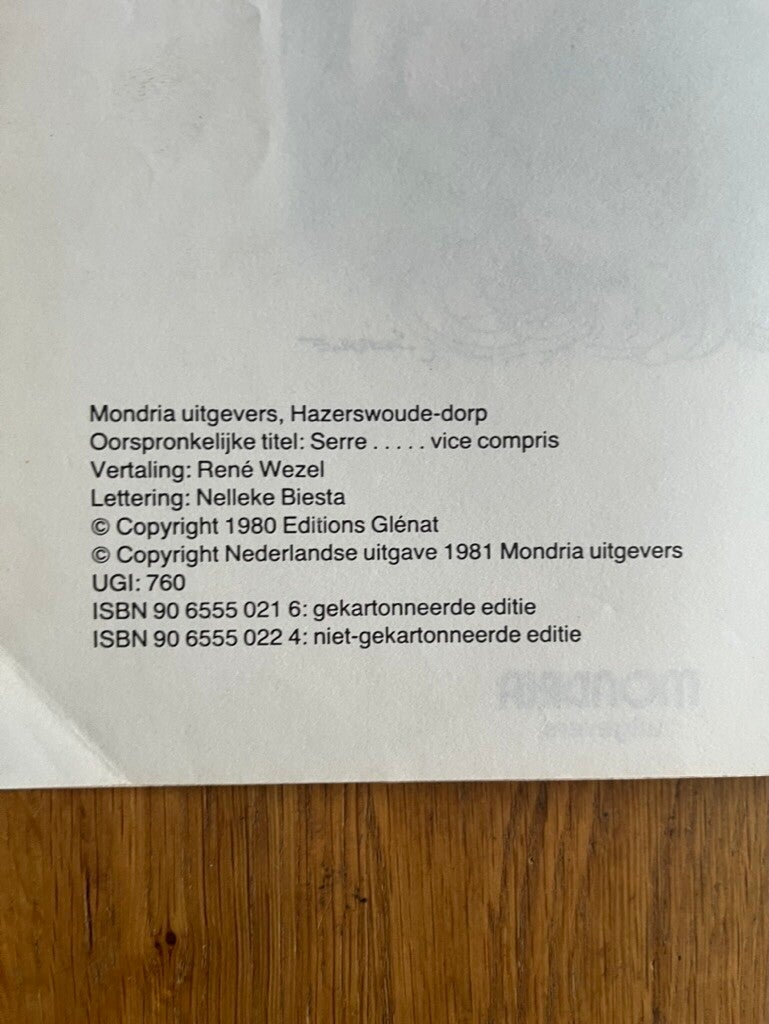 Mondria uitgevers, Hazerswoude-dorp
Oorspronkelijke titel: Serre . . . . . vice compris
Vertaling: René Wezel
Lettering: Nelleke Biesta
© Copyright 1980 Editions Glénat
© Copyright Nederlandse uitgave 1981 Mondria uitgevers
UGI: 760
ISBN 90 6555 021 6: gekartonneerde editie
ISBN 90 6555 022 4: niet-gekartonneerde editie
MONDRIA
uitgevers